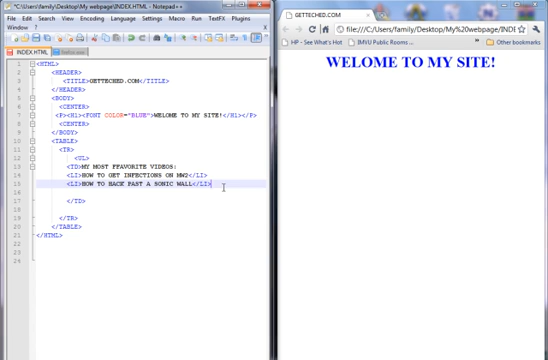 *C:\Users\family\Desktop\My webpage\INDEX.HTML - Notepad++
File Edit Search View Encoding Language Settings Macro Run TextFX Plugins
Window ?
INDEX.HTML
1 <HTML>
2 <HEADER>
3 <TITLE>GETTECHED.COM</TITLE>
4 </HEADER>
5 <BODY>
6 <CENTER>
7 <P><H1><FONT COLOR="BLUE">WELOME TO MY SITE!</H1></P>
8 <CENTER>
9 </BODY>
10 <TABLE>
11 <TR>
12 <UL>
13 <TD>MY MOST FFAVORITE VIDEOS:
14 <LI>HOW TO GET INFECTIONS ON MW2</LI>
15 <LI>HOW TO HACK PAST A SONIC WALL</LI>
16
17 </TD>
18
19 </TR>
20 </TABLE>
21 </HTML>
22
23
24
GETTECHED.COM
file:///C:/Users/family/Desktop/My%20webpage/INDE
HP - See What's Hot
IMVU Public Rooms ...
Other bookmarks
WELOME TO MY SITE!